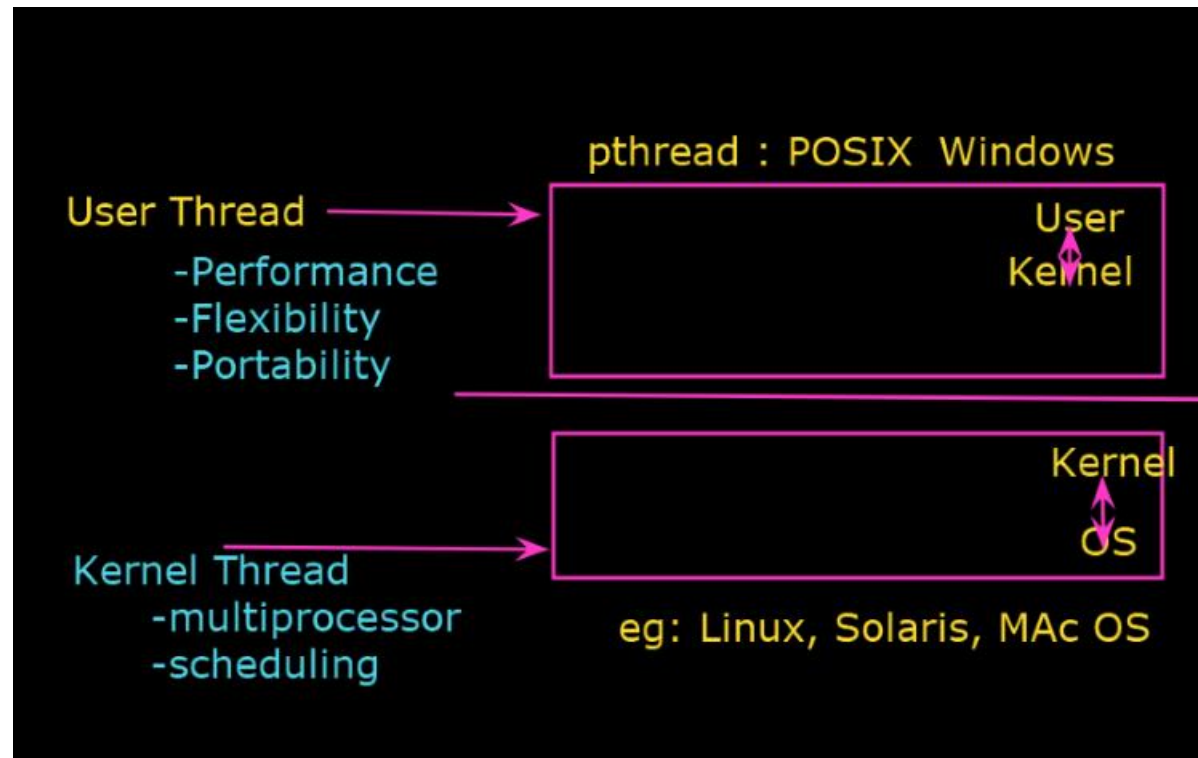 pthread : POSIX Windows
User Thread
-Performance
-Flexibility
-Portability
User
Kernel
Kernel
OS
Kernel Thread
-multiprocessor
-scheduling
eg: Linux, Solaris, MAc OS